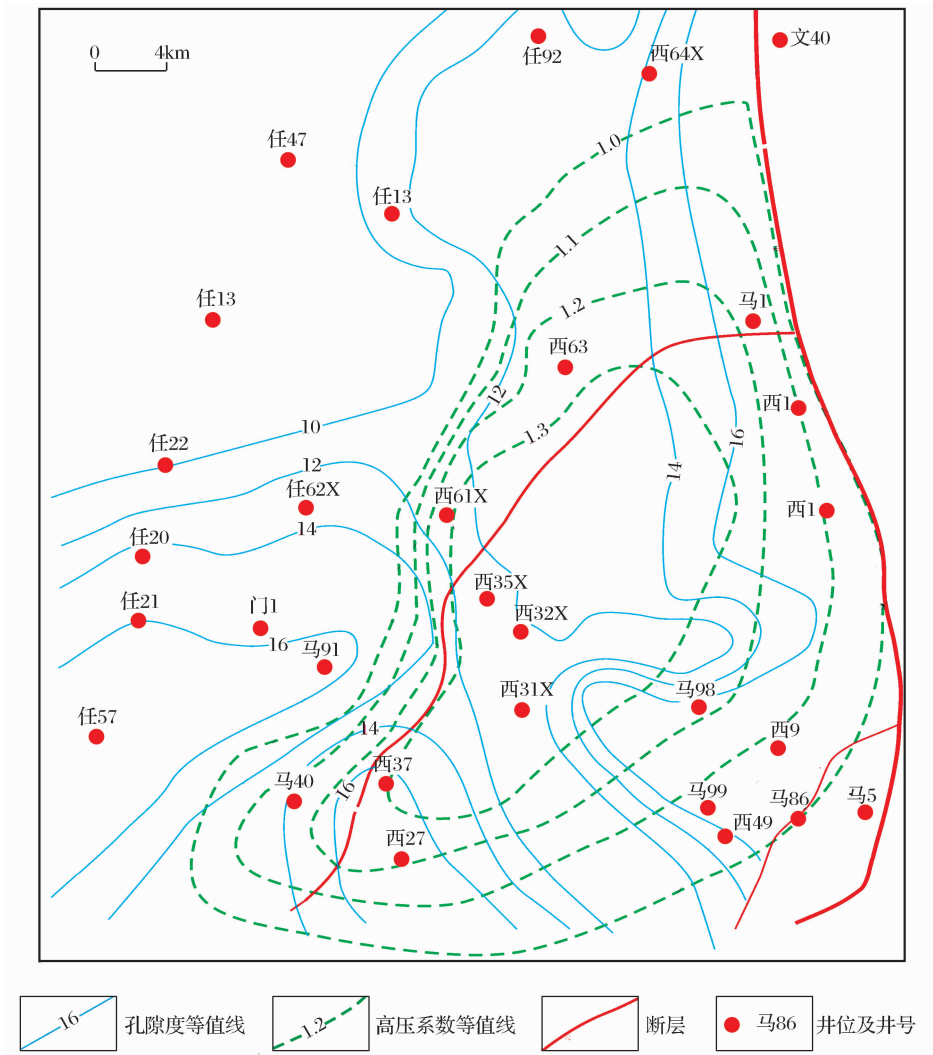 0 4km
文40
任92
西64X
任47
1.0
任13
1.1
任13
1.2
马1
西63
12
西1
10
1.3
16
任22
12
14
任62X
西61X
西1
14
任20
西35X
任21
门1
西32X
16
马91
西31X
马98
任57
14
西9
西37
马40
16
马99
马86
马5
西49
西27
16 孔隙度等值线
1.2 高压系数等值线
断层
马86 井位及井号